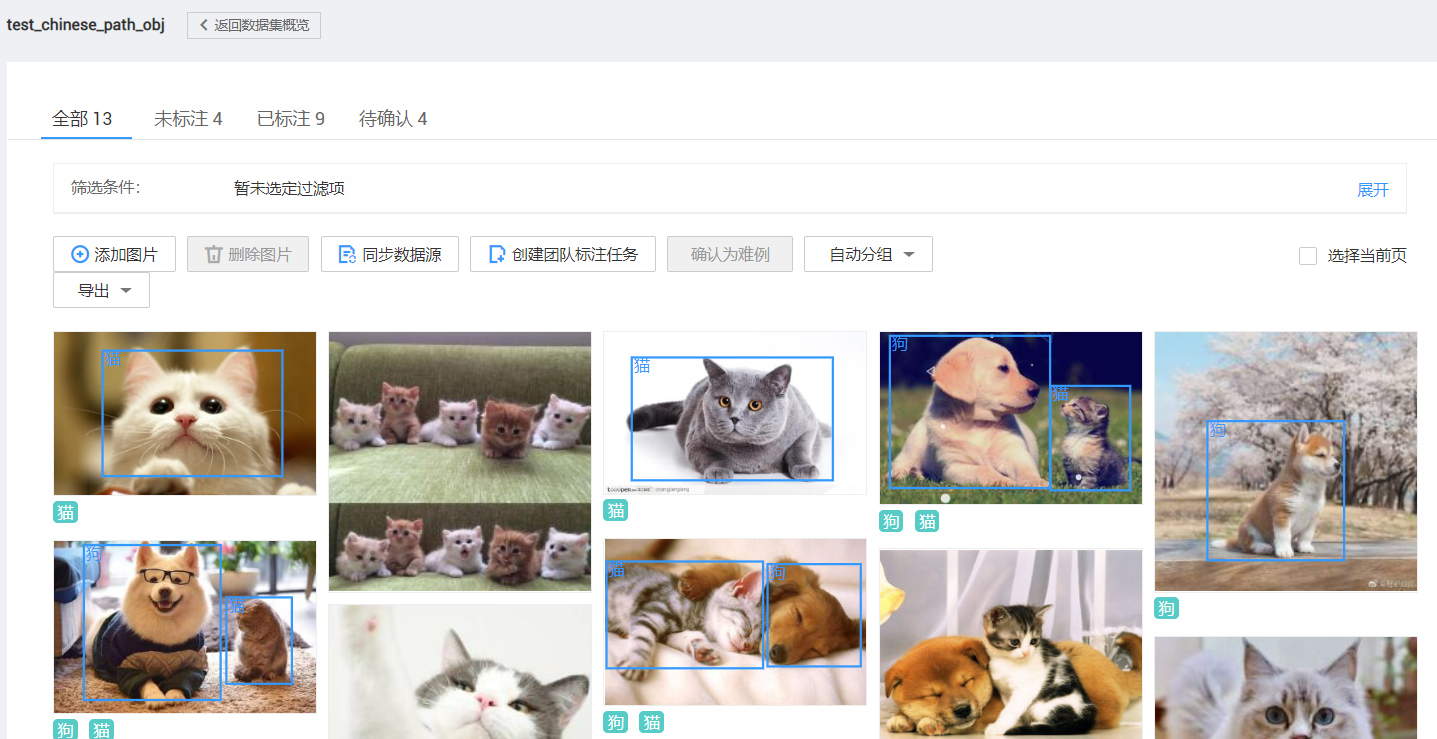 test_chinese_path_obj
返回数据集概览
全部 13
未标注 4
已标注 9
待确认 4
筛选条件:
暂未选定过滤项
展开
添加图片
删除图片
同步数据源
创建团队标注任务
确认为难例
自动分组
选择当前页
导出
猫
猫
狗
猫
狗
猫
猫
狗 猫
狗
猫
猫
狗
狗
狗 猫
狗 猫